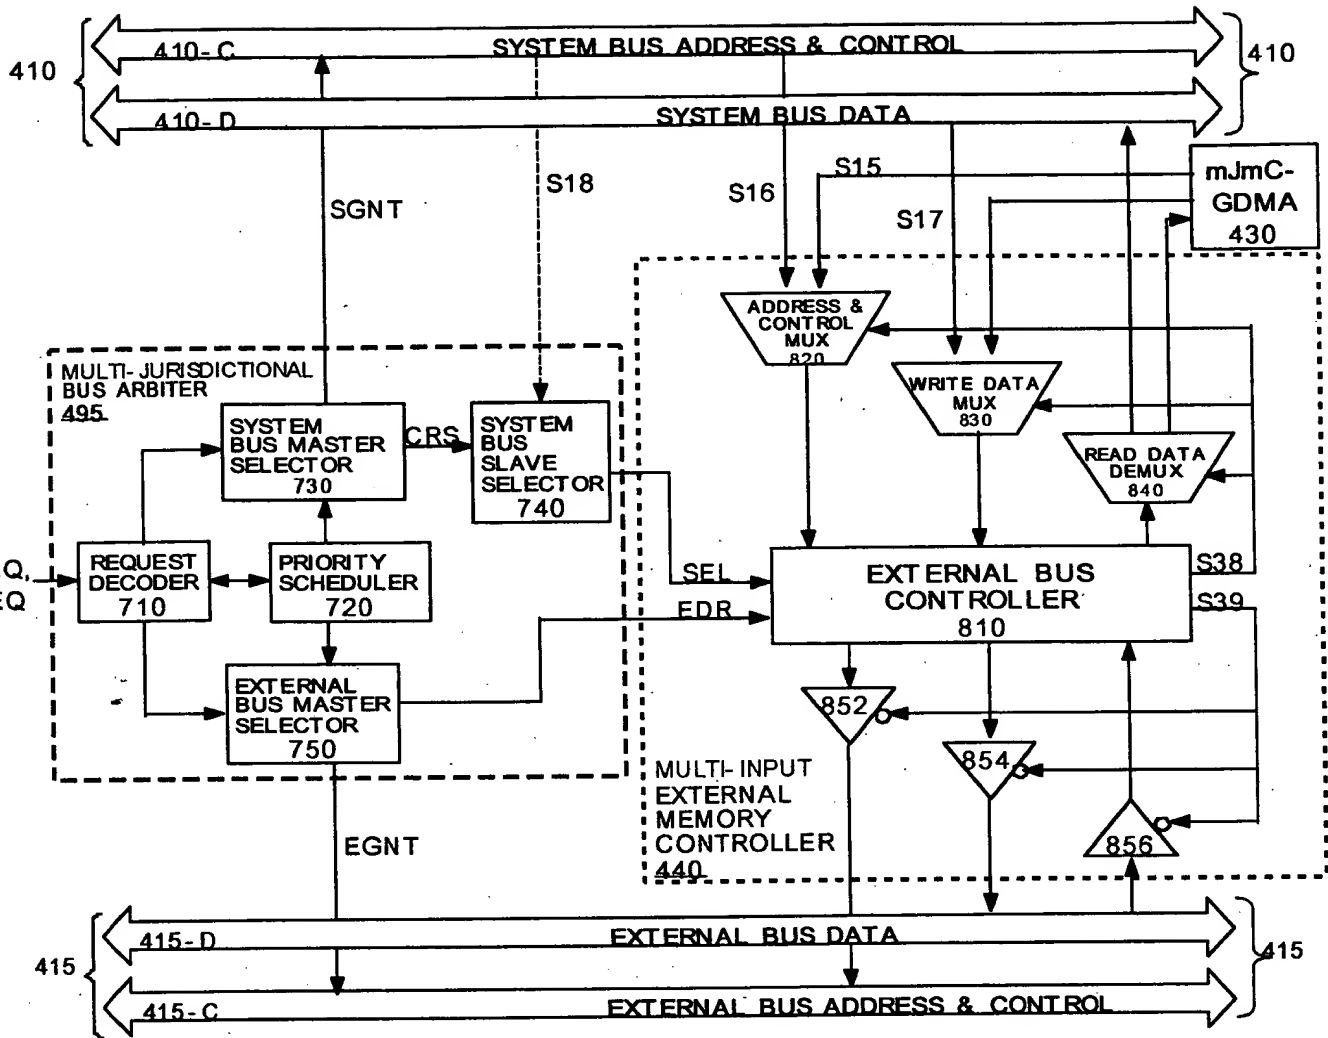 410-C SYSTEM BUS ADDRESS & CONTROL
410
410
410-D SYSTEM BUS DATA
mJmC-
GDMA
430
S18
S16
S15
S17
SGNT
ADDRESS &
CONTROL
MUX
820
MULTI-JURISDICTIONAL
BUS ARBITER
495
WRITE DATA
MUX
830
SYSTEM
BUS MASTER
SELECTOR
730
CRS
SYSTEM
BUS
SLAVE
SELECTOR
740
READ DATA
DEMUX
840
Q,
EQ
REQUEST
DECODER
710
PRIORITY
SCHEDULER
720
SEL
EDR
EXTERNAL BUS
CONTROLLER
810
S38
S39
EXTERNAL
BUS MASTER
SELECTOR
750
852
854
856
MULTI-INPUT
EXTERNAL
MEMORY
CONTROLLER
440
EGNT
415-D EXTERNAL BUS DATA
415
415
415-C EXTERNAL BUS ADDRESS & CONTROL